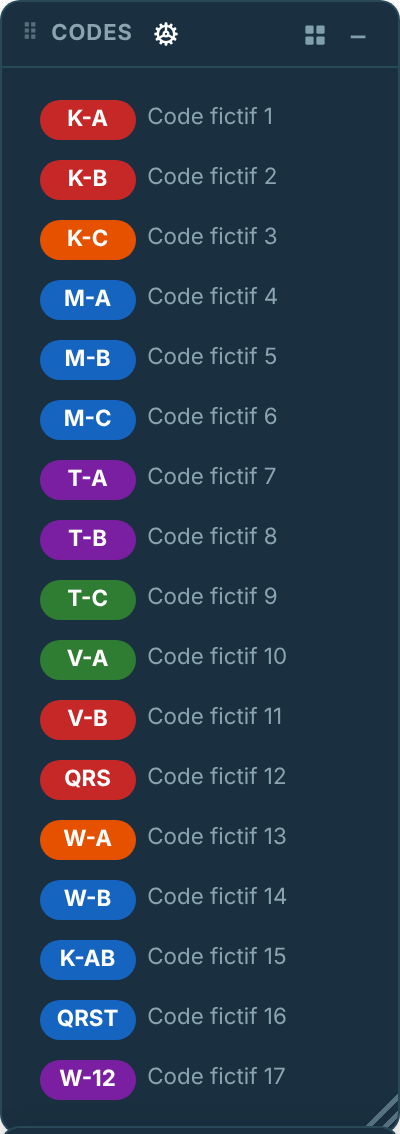 CODES
K-A Code fictif 1
K-B Code fictif 2
K-C Code fictif 3
M-A Code fictif 4
M-B Code fictif 5
M-C Code fictif 6
T-A Code fictif 7
T-B Code fictif 8
T-C Code fictif 9
V-A Code fictif 10
V-B Code fictif 11
QRS Code fictif 12
W-A Code fictif 13
W-B Code fictif 14
K-AB Code fictif 15
QRST Code fictif 16
W-12 Code fictif 17